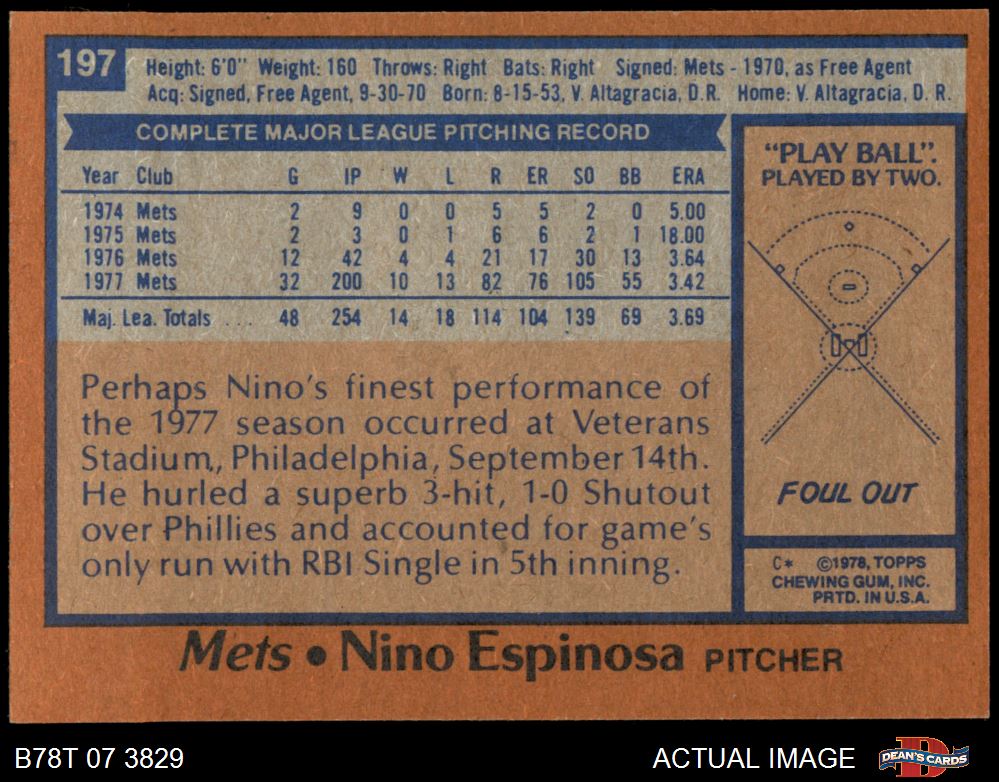 197
Height: 6'0" Weight: 160 Throws: Right Bats: Right Signed: Mets - 1970, as Free Agent
Acq: Signed, Free Agent, 9-30-70 Born: 8-15-53, V. Altagracia, D.R. Home: V. Altagracia, D. R.
COMPLETE MAJOR LEAGUE PITCHING RECORD
Year Club G IP W L R ER SO BB ERA
1974 Mets 2 9 0 0 5 5 2 0 5.00
1975 Mets 2 3 0 1 6 6 2 1 18.00
1976 Mets 12 42 4 4 21 17 30 13 3.64
1977 Mets 32 200 10 13 82 76 105 55 3.42
Maj. Lea. Totals .... 48 254 14 18 114 104 139 69 3.69
Perhaps Nino's finest performance of
the 1977 season occurred at Veterans
Stadium, Philadelphia, September 14th.
He hurled a superb 3-hit, 1-0 Shutout
over Phillies and accounted for game's
only run with RBI Single in 5th inning.
"PLAY BALL".
PLAYED BY TWO.
FOUL OUT
C* ©1978, TOPPS
CHEWING GUM, INC.
PRTD. IN U.S.A.
Mets • Nino Espinosa PITCHER
B78T 07 3829
ACTUAL IMAGE
DEAN'S CARDS